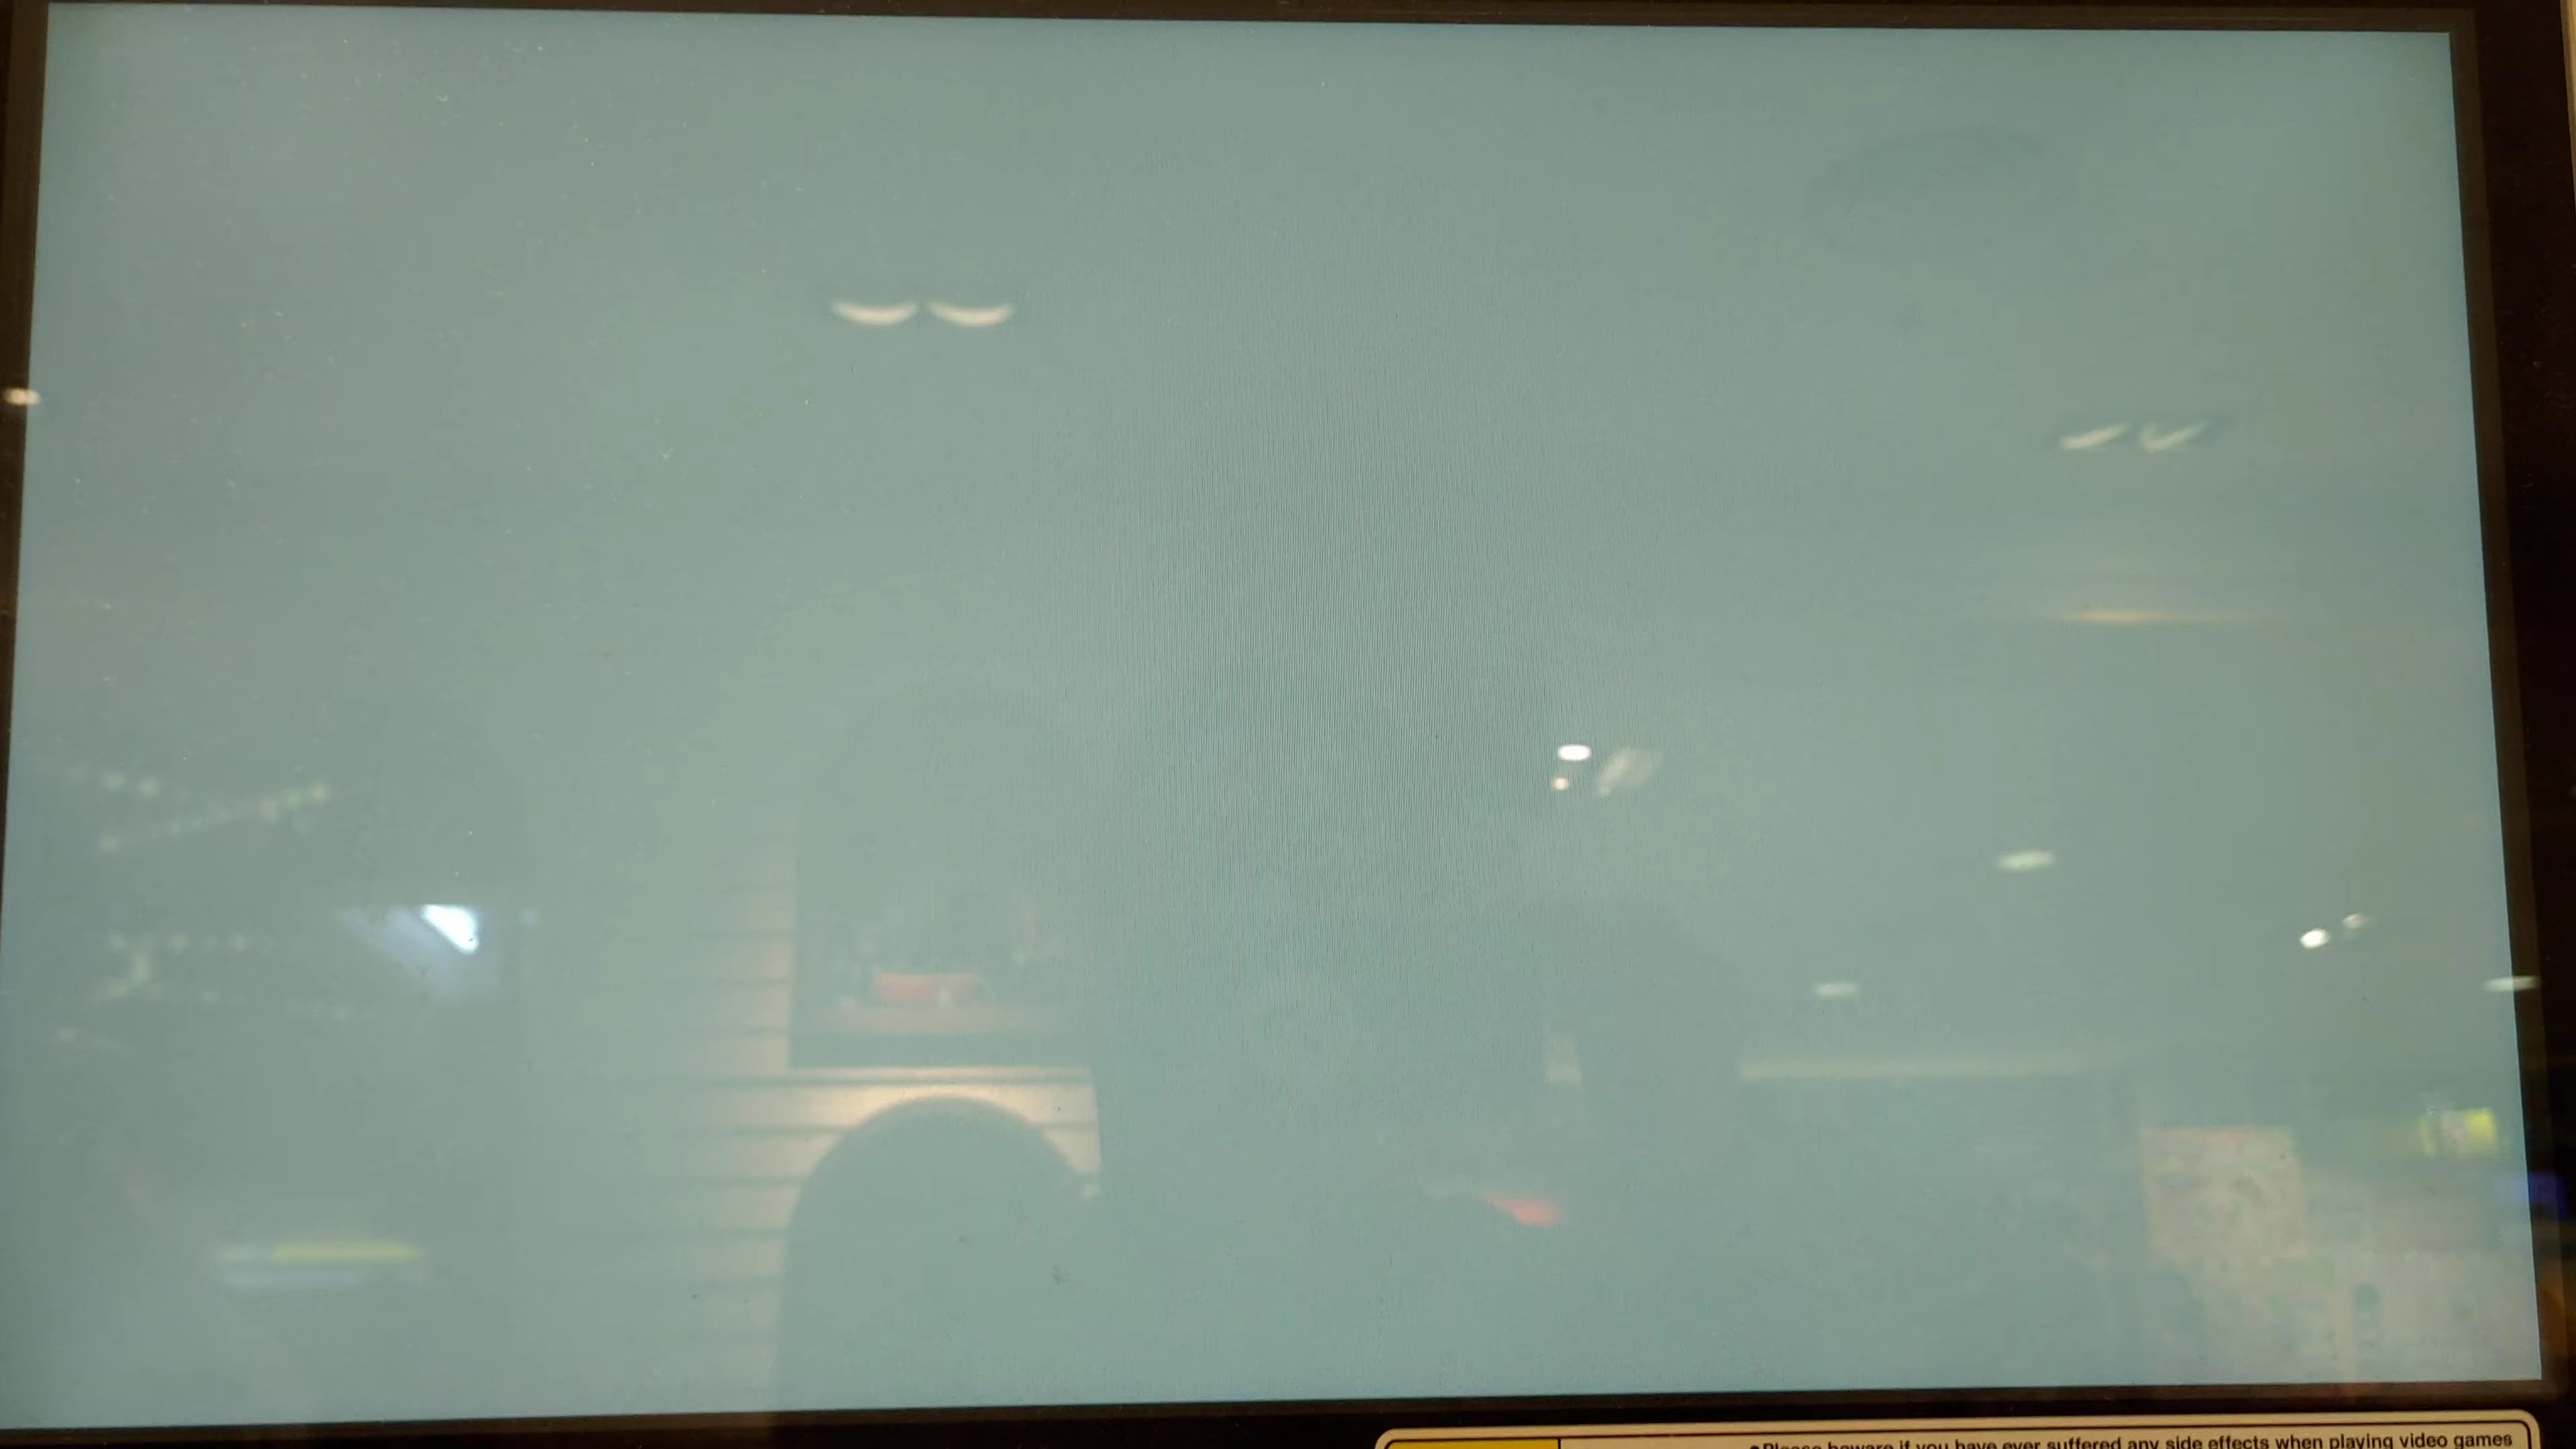 ●Please beware if you have ever suffered any side effects when playing video games